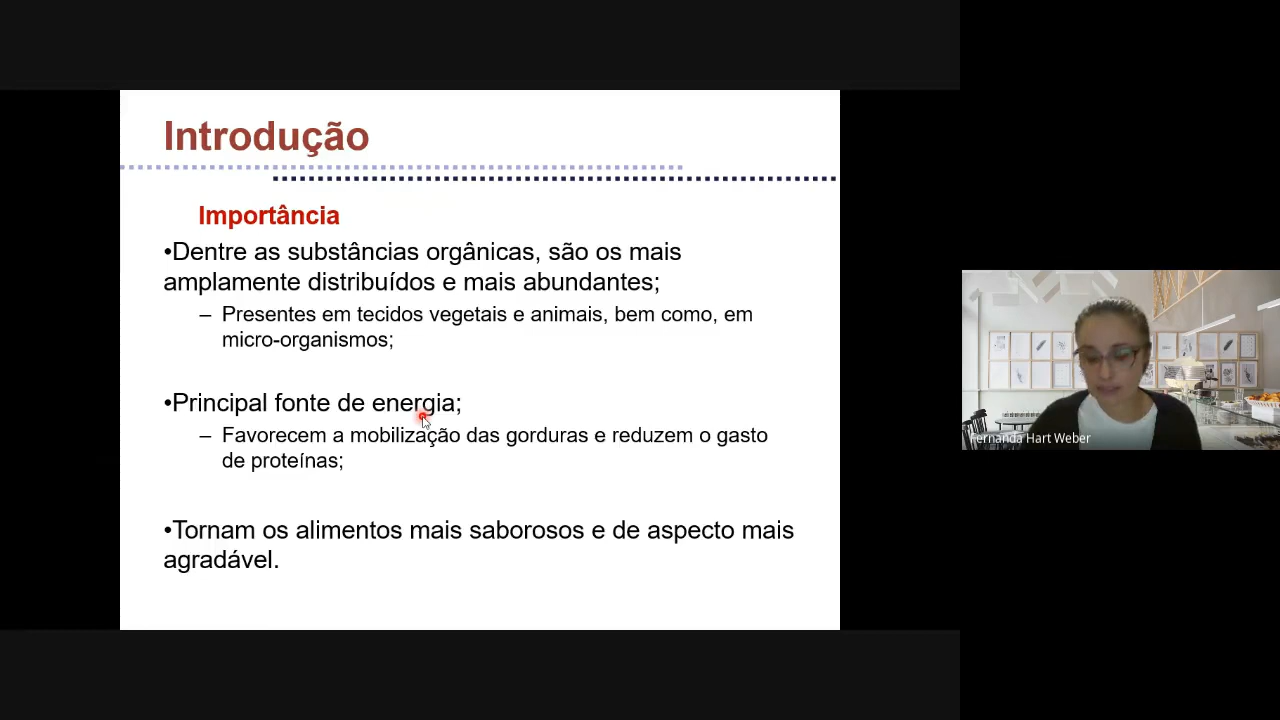 Introdução
Importância
•Dentre as substâncias orgânicas, são os mais
amplamente distribuídos e mais abundantes;
– Presentes em tecidos vegetais e animais, bem como, em
micro-organismos;
•Principal fonte de energia;
– Favorecem a mobilização das gorduras e reduzem o gasto
de proteínas;
•Tornam os alimentos mais saborosos e de aspecto mais
agradável.
Fernanda Hart Weber